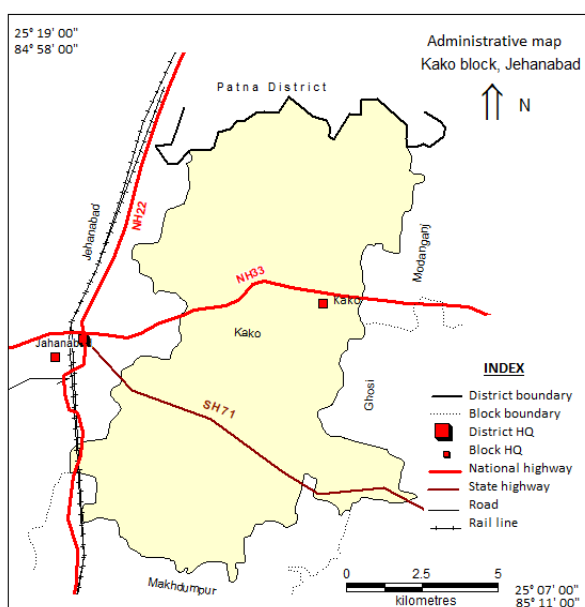 25° 19' 00"
84° 58' 00"
Administrative map
Kako block, Jehanabad
N
Patna District
Jehanabad
NH22
Modanganj
NH33
Kako
Kako
Jahanabad
Ghosi
SH71
Makhdumpur
INDEX
District boundary
Block boundary
District HQ
Block HQ
National highway
State highway
Road
Rail line
0 2.5 5
kilometres
25° 07' 00"
85° 11' 00"